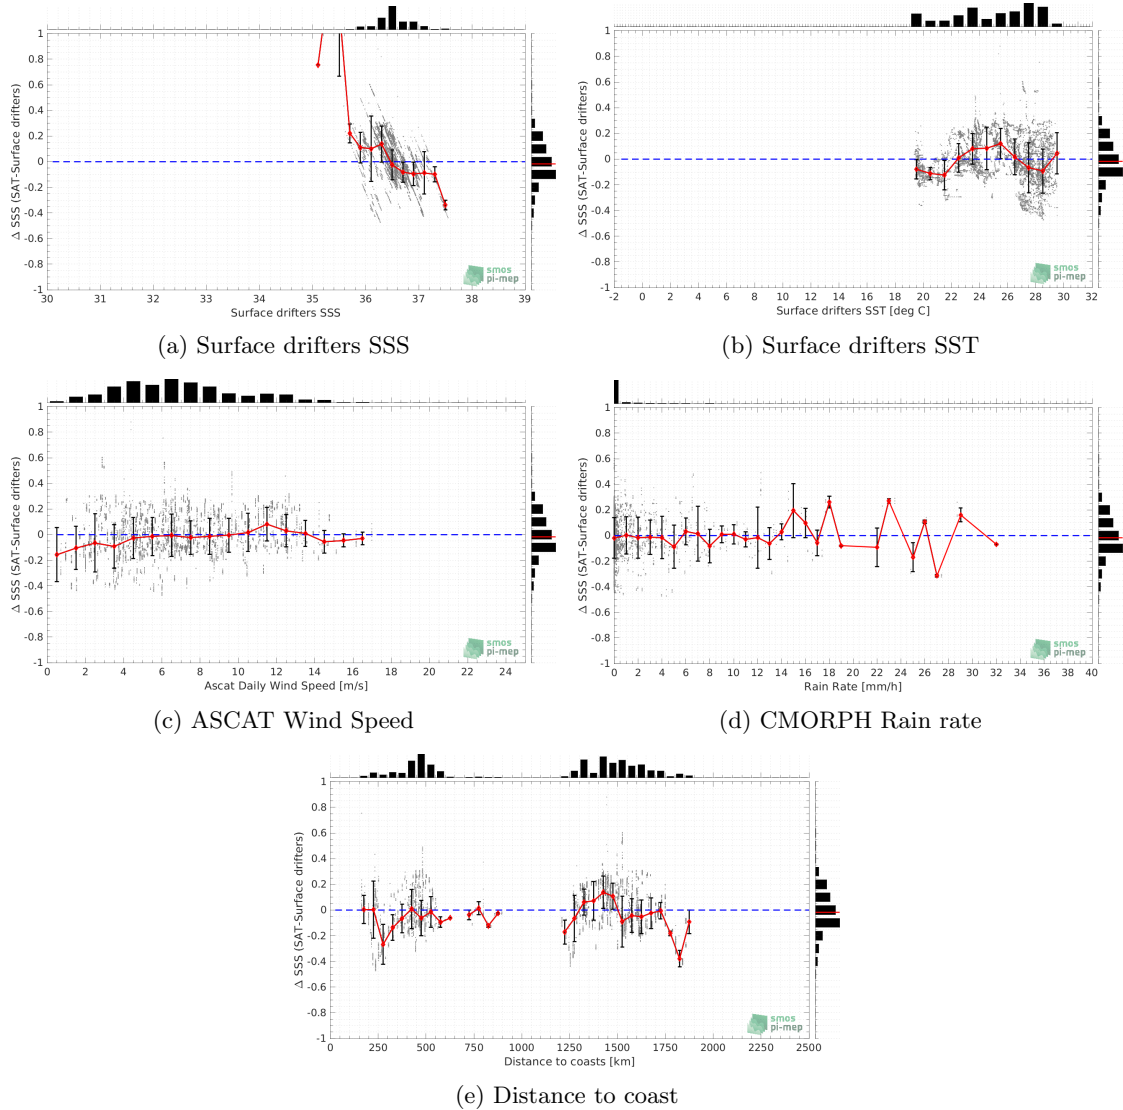 1
0.8
0.6
0.4
0.2
0
-0.2
-0.4
-0.6
-0.8
-1
Δ SSS (SAT-Surface drifters)
30 31 32 33 34 35 36 37 38 39
Surface drifters SSS
smos
pi-mep
(a) Surface drifters SSS
1
0.8
0.6
0.4
0.2
0
-0.2
-0.4
-0.6
-0.8
-1
Δ SSS (SAT-Surface drifters)
-2 0 2 4 6 8 10 12 14 16 18 20 22 24 26 28 30 32
Surface drifters SST [deg C]
smos
pi-mep
(b) Surface drifters SST
1
0.8
0.6
0.4
0.2
0
-0.2
-0.4
-0.6
-0.8
-1
Δ SSS (SAT-Surface drifters)
0 2 4 6 8 10 12 14 16 18 20 22 24
Ascat Daily Wind Speed [m/s]
smos
pi-mep
(c) ASCAT Wind Speed
1
0.8
0.6
0.4
0.2
0
-0.2
-0.4
-0.6
-0.8
-1
Δ SSS (SAT-Surface drifters)
0 2 4 6 8 10 12 14 16 18 20 22 24 26 28 30 32 34 36 38 40
Rain Rate [mm/h]
smos
pi-mep
(d) CMORPH Rain rate
1
0.8
0.6
0.4
0.2
0
-0.2
-0.4
-0.6
-0.8
-1
Δ SSS (SAT-Surface drifters)
0 250 500 750 1000 1250 1500 1750 2000 2250 2500
Distance to coasts [km]
smos
pi-mep
(e) Distance to coast